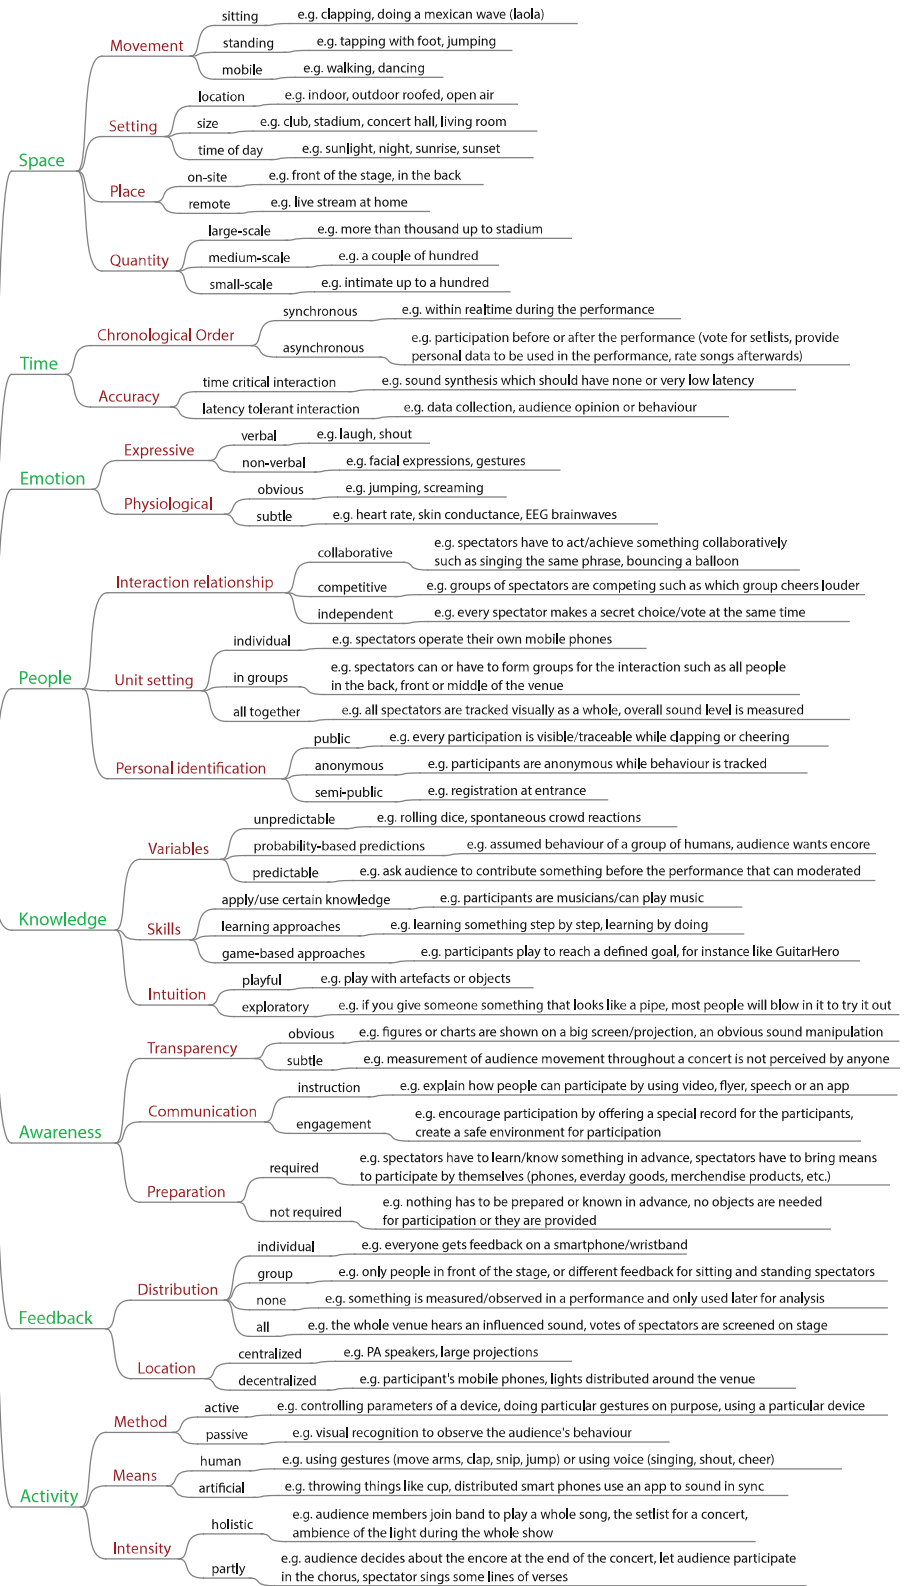 Space
Movement
sitting
e.g. clapping, doing a mexican wave (laola)
standing
e.g. tapping with foot, jumping
mobile
e.g. walking, dancing
Setting
location
e.g. indoor, outdoor roofed, open air
size
e.g. club, stadium, concert hall, living room
time of day
e.g. sunlight, night, sunrise, sunset
Place
on-site
e.g. front of the stage, in the back
remote
e.g. live stream at home
Quantity
large-scale
e.g. more than thousand up to stadium
medium-scale
e.g. a couple of hundred
small-scale
e.g. intimate up to a hundred
Time
Chronological Order
synchronous
e.g. within realtime during the performance
asynchronous
e.g. participation before or after the performance (vote for setlists, provide
personal data to be used in the performance, rate songs afterwards)
Accuracy
time critical interaction
e.g. sound synthesis which should have none or very low latency
latency tolerant interaction
e.g. data collection, audience opinion or behaviour
Emotion
Expressive
verbal
e.g. laugh, shout
non-verbal
e.g. facial expressions, gestures
Physiological
obvious
e.g. jumping, screaming
subtle
e.g. heart rate, skin conductance, EEG brainwaves
People
Interaction relationship
collaborative
e.g. spectators have to act/achieve something collaboratively
such as singing the same phrase, bouncing a balloon
competitive
e.g. groups of spectators are competing such as which group cheers louder
independent
e.g. every spectator makes a secret choice/vote at the same time
Unit setting
individual
e.g. spectators operate their own mobile phones
in groups
e.g. spectators can or have to form groups for the interaction such as all people
in the back, front or middle of the venue
all together
e.g. all spectators are tracked visually as a whole, overall sound level is measured
Personal identification
public
e.g. every participation is visible/traceable while clapping or cheering
anonymous
e.g. participants are anonymous while behaviour is tracked
semi-public
e.g. registration at entrance
Knowledge
Variables
unpredictable
e.g. rolling dice, spontaneous crowd reactions
probability-based predictions
e.g. assumed behaviour of a group of humans, audience wants encore
predictable
e.g. ask audience to contribute something before the performance that can moderated
Skills
apply/use certain knowledge
e.g. participants are musicians/can play music
learning approaches
e.g. learning something step by step, learning by doing
game-based approaches
e.g. participants play to reach a defined goal, for instance like GuitarHero
Intuition
playful
e.g. play with artefacts or objects
exploratory
e.g. if you give someone something that looks like a pipe, most people will blow in it to try it out
Awareness
Transparency
obvious
e.g. figures or charts are shown on a big screen/projection, an obvious sound manipulation
subtle
e.g. measurement of audience movement throughout a concert is not perceived by anyone
Communication
instruction
e.g. explain how people can participate by using video, flyer, speech or an app
engagement
e.g. encourage participation by offering a special record for the participants,
create a safe environment for participation
Preparation
required
e.g. spectators have to learn/know something in advance, spectators have to bring means
to participate by themselves (phones, everday goods, merchendise products, etc.)
not required
e.g. nothing has to be prepared or known in advance, no objects are needed
for participation or they are provided
Feedback
Distribution
individual
e.g. everyone gets feedback on a smartphone/wristband
group
e.g. only people in front of the stage, or different feedback for sitting and standing spectators
none
e.g. something is measured/observed in a performance and only used later for analysis
all
e.g. the whole venue hears an influenced sound, votes of spectators are screened on stage
Location
centralized
e.g. PA speakers, large projections
decentralized
e.g. participant's mobile phones, lights distributed around the venue
Activity
Method
active
e.g. controlling parameters of a device, doing particular gestures on purpose, using a particular device
passive
e.g. visual recognition to observe the audience's behaviour
Means
human
e.g. using gestures (move arms, clap, snip, jump) or using voice (singing, shout, cheer)
artificial
e.g. throwing things like cup, distributed smart phones use an app to sound in sync
Intensity
holistic
e.g. audience members join band to play a whole song, the setlist for a concert,
ambience of the light during the whole show
partly
e.g. audience decides about the encore at the end of the concert, let audience participate
in the chorus, spectator sings some lines of verses